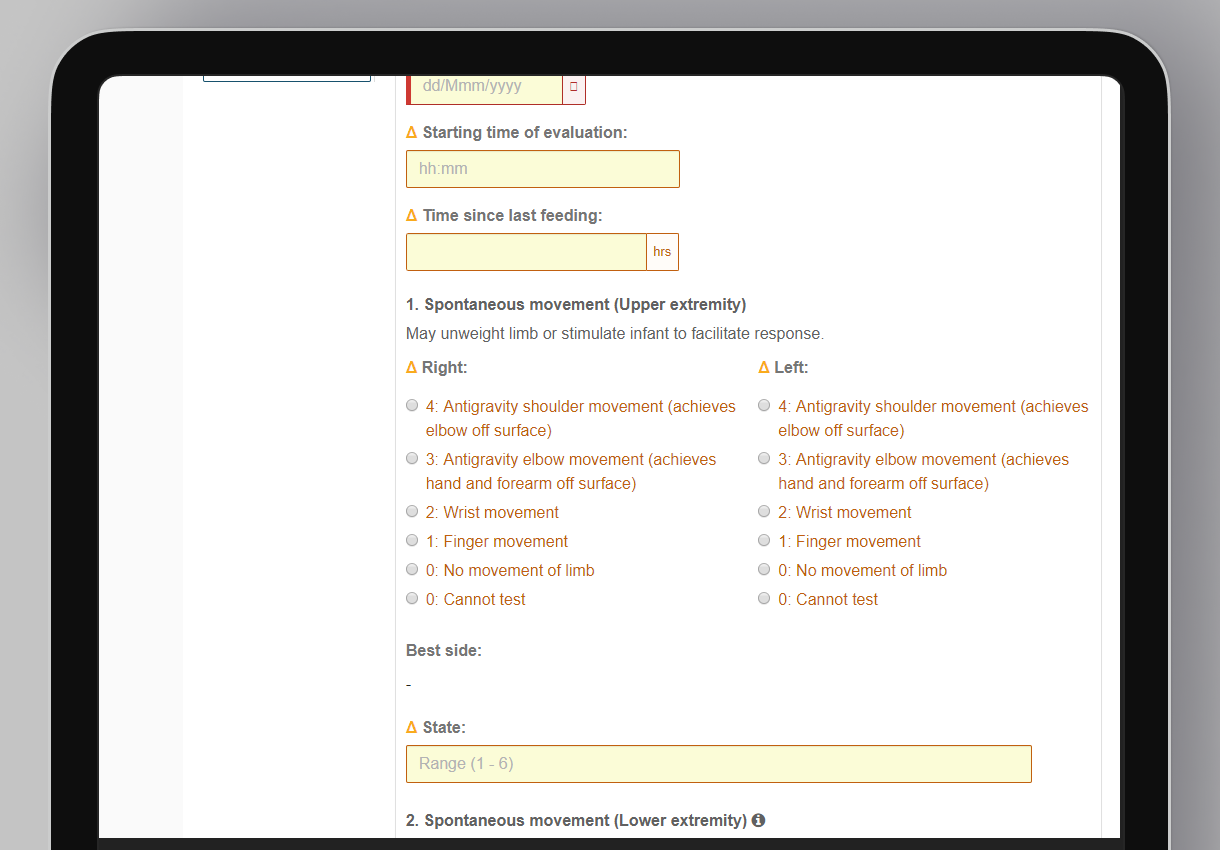 dd/Mmm/yyyy
Δ Starting time of evaluation:
hh:mm
Δ Time since last feeding:
hrs
1. Spontaneous movement (Upper extremity)
May unweight limb or stimulate infant to facilitate response.
Δ Right:
4: Antigravity shoulder movement (achieves
elbow off surface)
3: Antigravity elbow movement (achieves
hand and forearm off surface)
2: Wrist movement
1: Finger movement
0: No movement of limb
0: Cannot test
Δ Left:
4: Antigravity shoulder movement (achieves
elbow off surface)
3: Antigravity elbow movement (achieves
hand and forearm off surface)
2: Wrist movement
1: Finger movement
0: No movement of limb
0: Cannot test
Best side:
-
Δ State:
Range (1 - 6)
2. Spontaneous movement (Lower extremity)